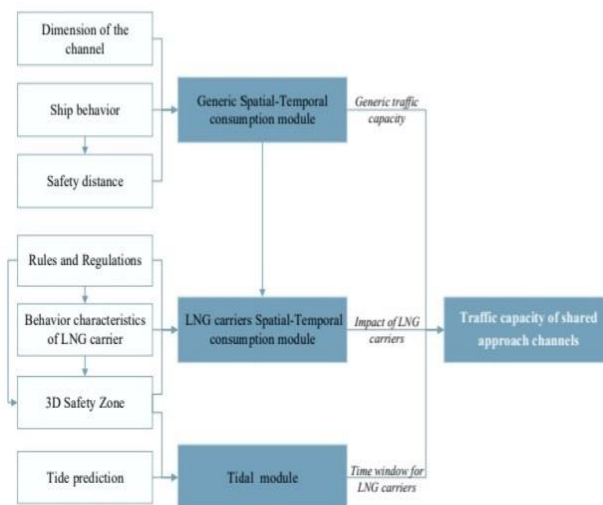 Dimension of the
channel
Ship behavior
Safety distance
Generic Spatial-Temporal
consumption module
Generic traffic
capacity
Rules and Regulations
Behavior characteristics
of LNG carrier
3D Safety Zone
LNG carriers Spatial-Temporal
consumption module
Impact of LNG
carriers
Traffic capacity of shared
approach channels
Tide prediction
Tidal module
Time window for
LNG carriers